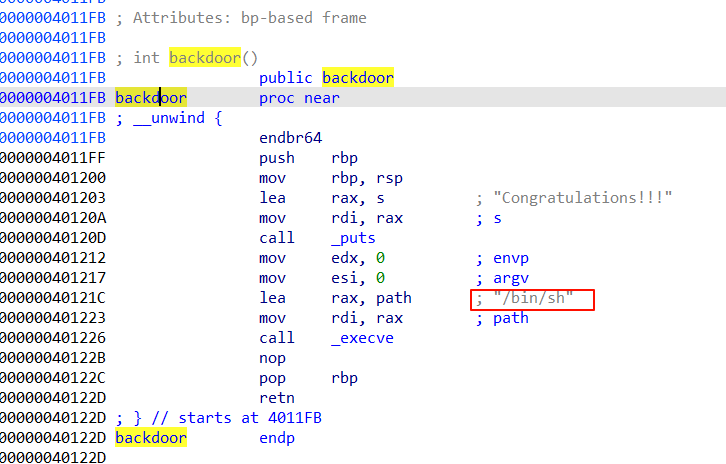 00000004011FB ; Attributes: bp-based frame
00000004011FB
00000004011FB ; int backdoor()
00000004011FB public backdoor
00000004011FB backdoor proc near
00000004011FB ; __unwind {
00000004011FB endbr64
00000004011FF push rbp
0000000401200 mov rbp, rsp
0000000401203 lea rax, s ; "Congratulations!!!"
000000040120A mov rdi, rax ; s
000000040120D call _puts
0000000401212 mov edx, 0 ; envp
0000000401217 mov esi, 0 ; argv
000000040121C lea rax, path ; "/bin/sh"
0000000401223 mov rdi, rax ; path
0000000401226 call _execve
000000040122B nop
000000040122C pop rbp
000000040122D retn
000000040122D ; } // starts at 4011FB
000000040122D backdoor endp
000000040122D